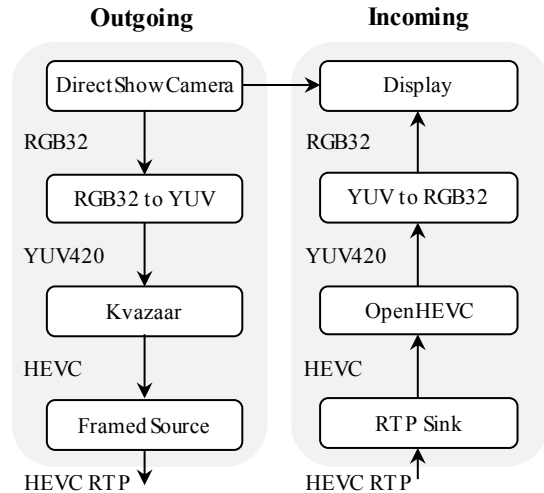 Outgoing
DirectShowCamera
RGB32
RGB32 to YUV
YUV420
Kvazaar
HEVC
Framed Source
HEVC RTP
Incoming
Display
RGB32
YUV to RGB32
YUV420
OpenHEVC
HEVC
RTP Sink
HEVC RTP